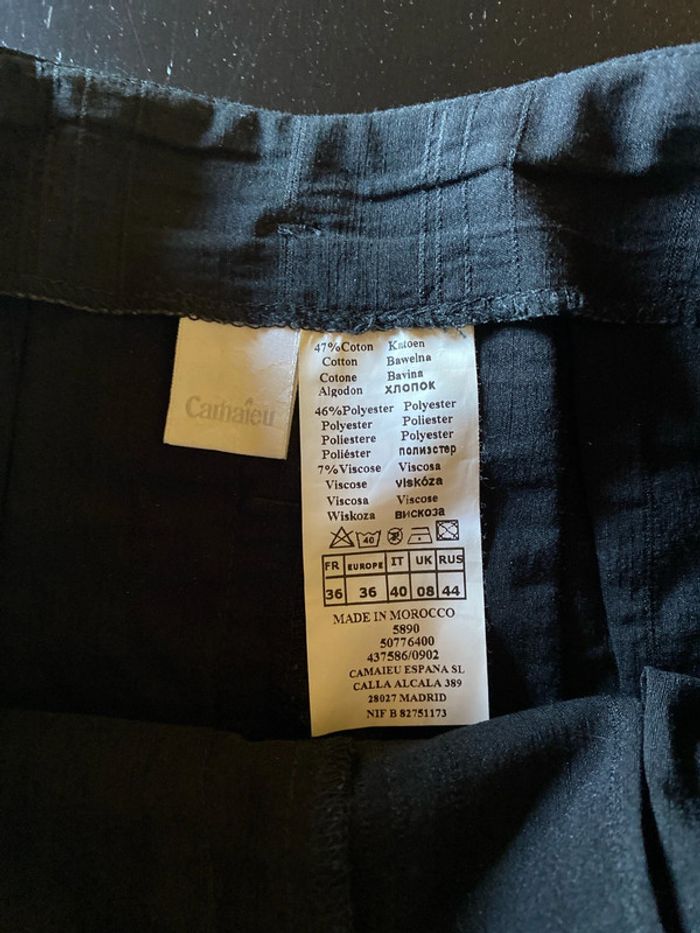 Camaïeu
47%Coton Katoen
Cotton Bawelna
Cotone Bavina
Algodon хлопок
46%Polyester Polyester
Polyester Poliester
Poliestere Polyester
Poliéster полиэстер
7%Viscose Viscosa
Viscose viskóza
Viscosa Viscose
Wiskoza вискоза
40
FR EUROPE IT UK RUS
36 36 40 08 44
MADE IN MOROCCO
5890
50776400
437586/0902
CAMAIEU ESPANA SL
CALLA ALCALA 389
28027 MADRID
NIF B 82751173